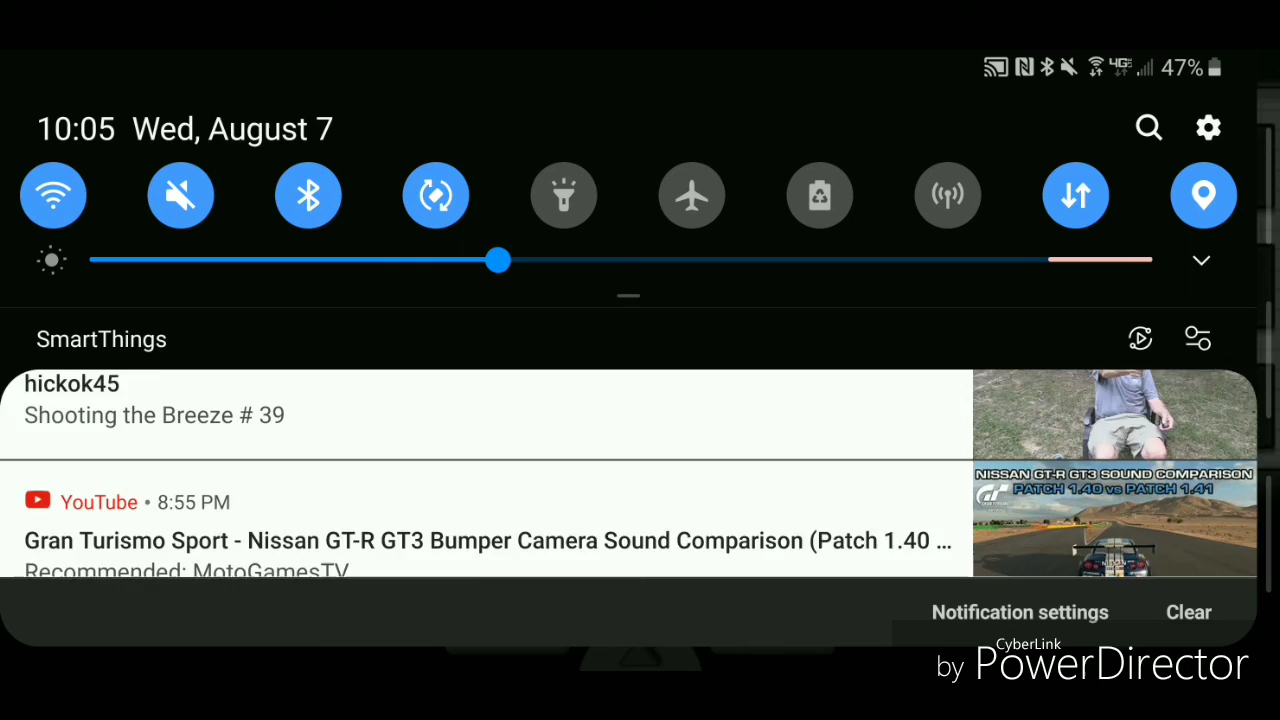 4GE 47%
10:05 Wed, August 7
SmartThings
hickok45
Shooting the Breeze # 39
YouTube • 8:55 PM
Gran Turismo Sport - Nissan GT-R GT3 Bumper Camera Sound Comparison (Patch 1.40 ...
Recommended: MotoGamesTV
NISSAN GT-R GT3 SOUND COMPARISON
PATCH 1.40 vs PATCH 1.41
Notification settings Clear
CyberLink
by PowerDirector